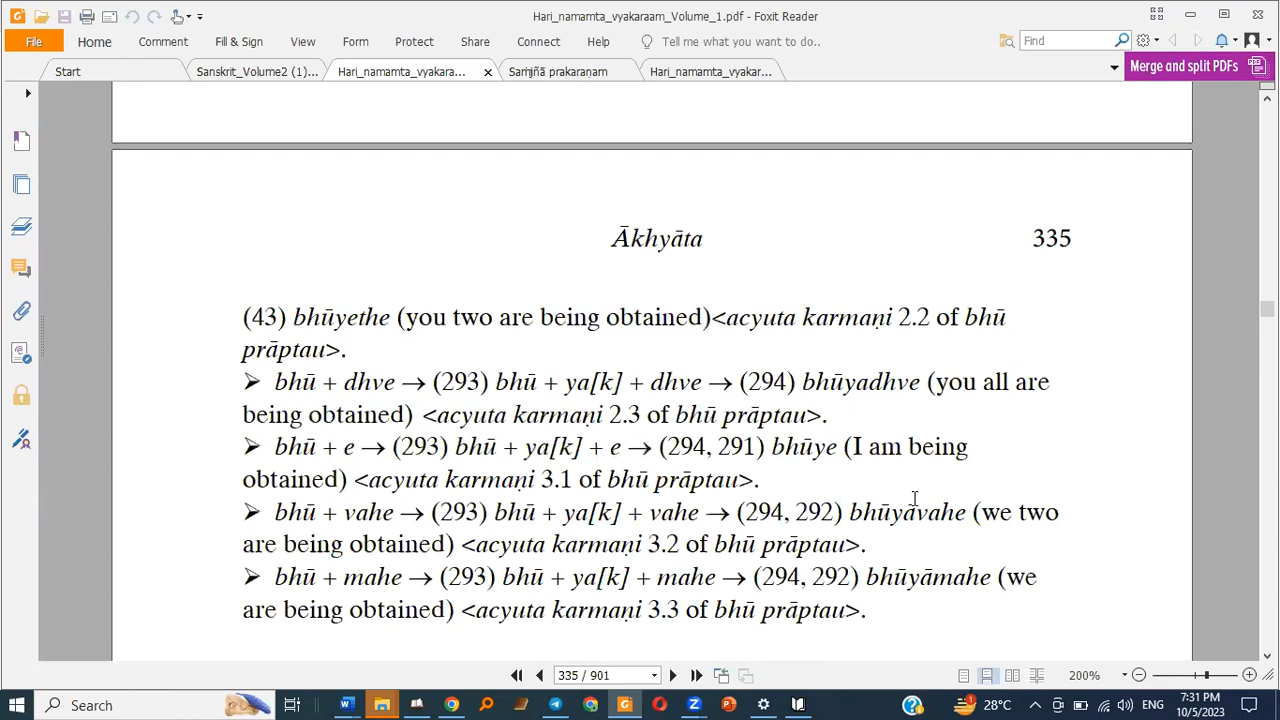 Hari_namamta_vyakaraam_Volume_1.pdf - Foxit Reader
File Home Comment Fill & Sign View Form Protect Share Connect Help Tell me what you want to do.. Find
Start Sanskrit_Volume2 (1)... Hari_namamta_vyakara... Saṁjñā prakaraṇam Hari_namamta_vyakar... Merge and split PDFs
Ākhyāta 335
(43) bhūyethe (you two are being obtained)<acyuta karmaṇi 2.2 of bhū
prāptau>.
➢ bhū + dhve → (293) bhū + ya[k] + dhve → (294) bhūyadhve (you all are
being obtained) <acyuta karmaṇi 2.3 of bhū prāptau>.
➢ bhū + e → (293) bhū + ya[k] + e → (294, 291) bhūye (I am being
obtained) <acyuta karmaṇi 3.1 of bhū prāptau>.
➢ bhū + vahe → (293) bhū + ya[k] + vahe → (294, 292) bhūyāvahe (we two
are being obtained) <acyuta karmaṇi 3.2 of bhū prāptau>.
➢ bhū + mahe → (293) bhū + ya[k] + mahe → (294, 292) bhūyāmahe (we
are being obtained) <acyuta karmaṇi 3.3 of bhū prāptau>.
335 / 901 200%
Search 28°C 7:31 PM
10/5/2023